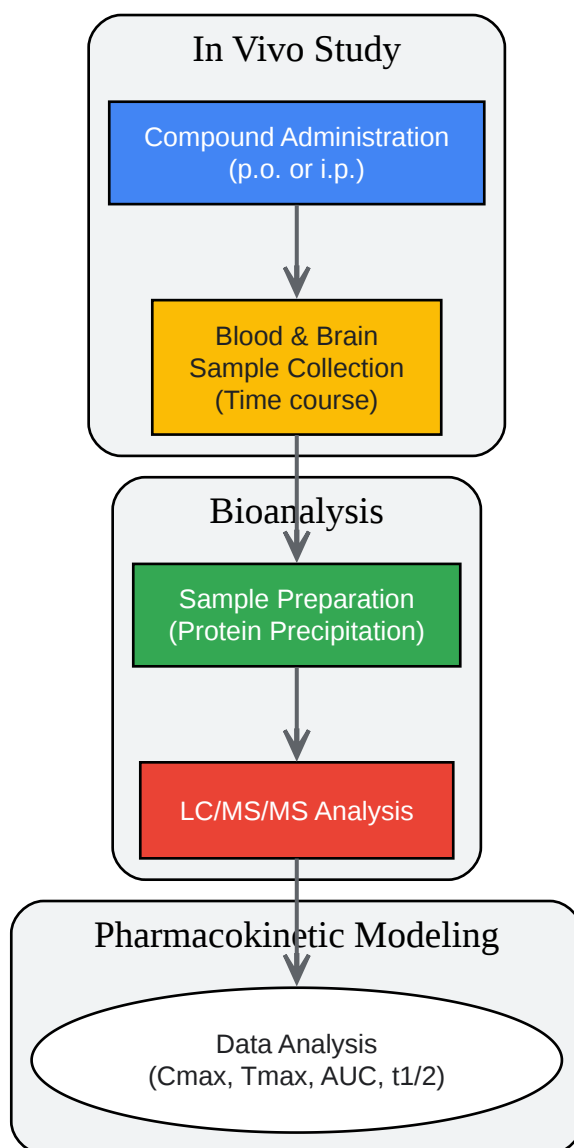 In Vivo Study
Compound Administration
(p.o. or i.p.)
Blood & Brain
Sample Collection
(Time course)
Bioanalysis
Sample Preparation
(Protein Precipitation)
LC/MS/MS Analysis
Pharmacokinetic Modeling
Data Analysis
(Cmax, Tmax, AUC, t1/2)